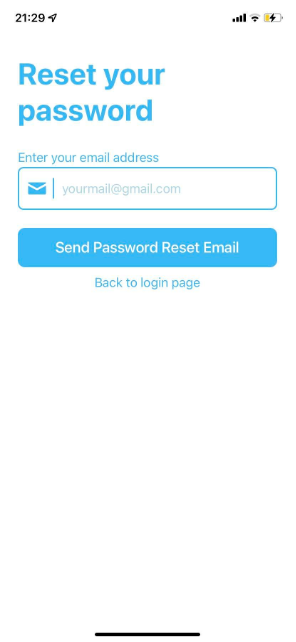 21:29
Reset your
password
Enter your email address
yourmail@gmail.com
Send Password Reset Email
Back to login page